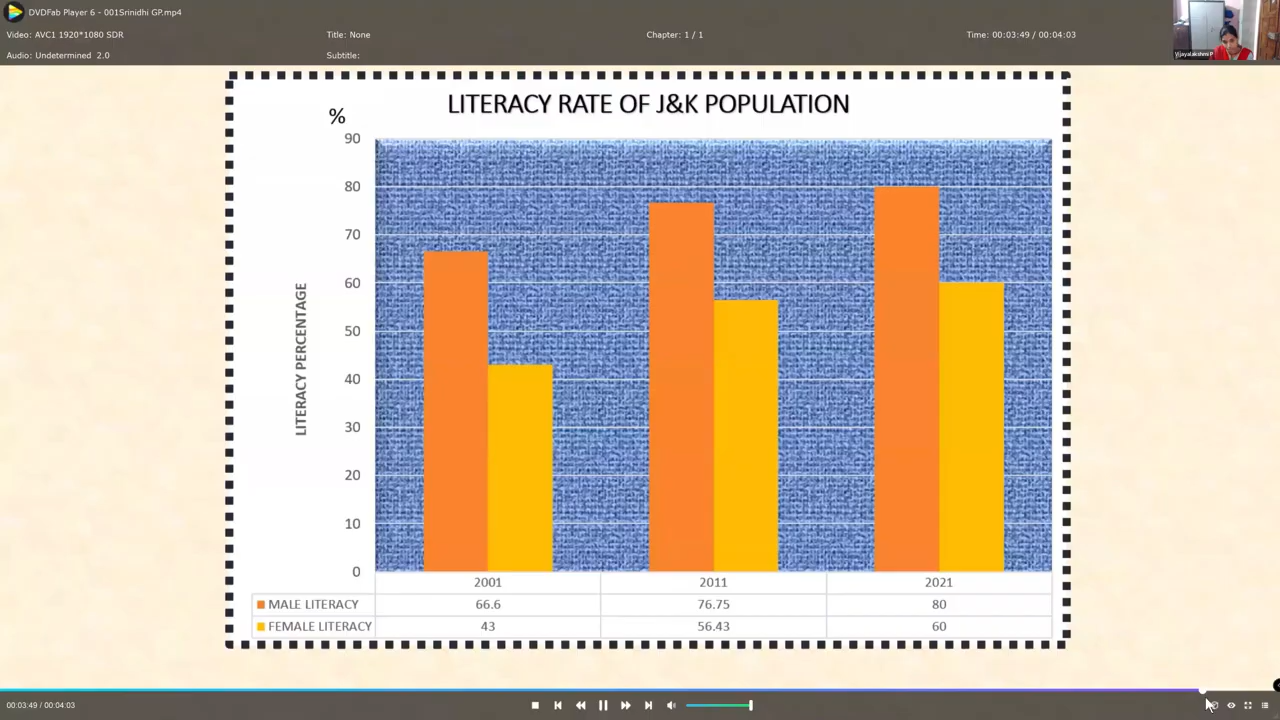 DVDFab Player 6 - 001Srinidhi GP.mp4
Video: AVC1 1920*1080 SDR Title: None Chapter: 1 / 1 Time: 00:03:49 / 00:04:03
Audio: Undetermined 2.0 Subtitle:
Vijayalakshmi P
LITERACY RATE OF J&K POPULATION
%
90
80
70
60
50
40
30
20
10
0
LITERACY PERCENTAGE
2001 2011 2021
MALE LITERACY 66.6 76.75 80
FEMALE LITERACY 43 56.43 60
00:03:49 / 00:04:03